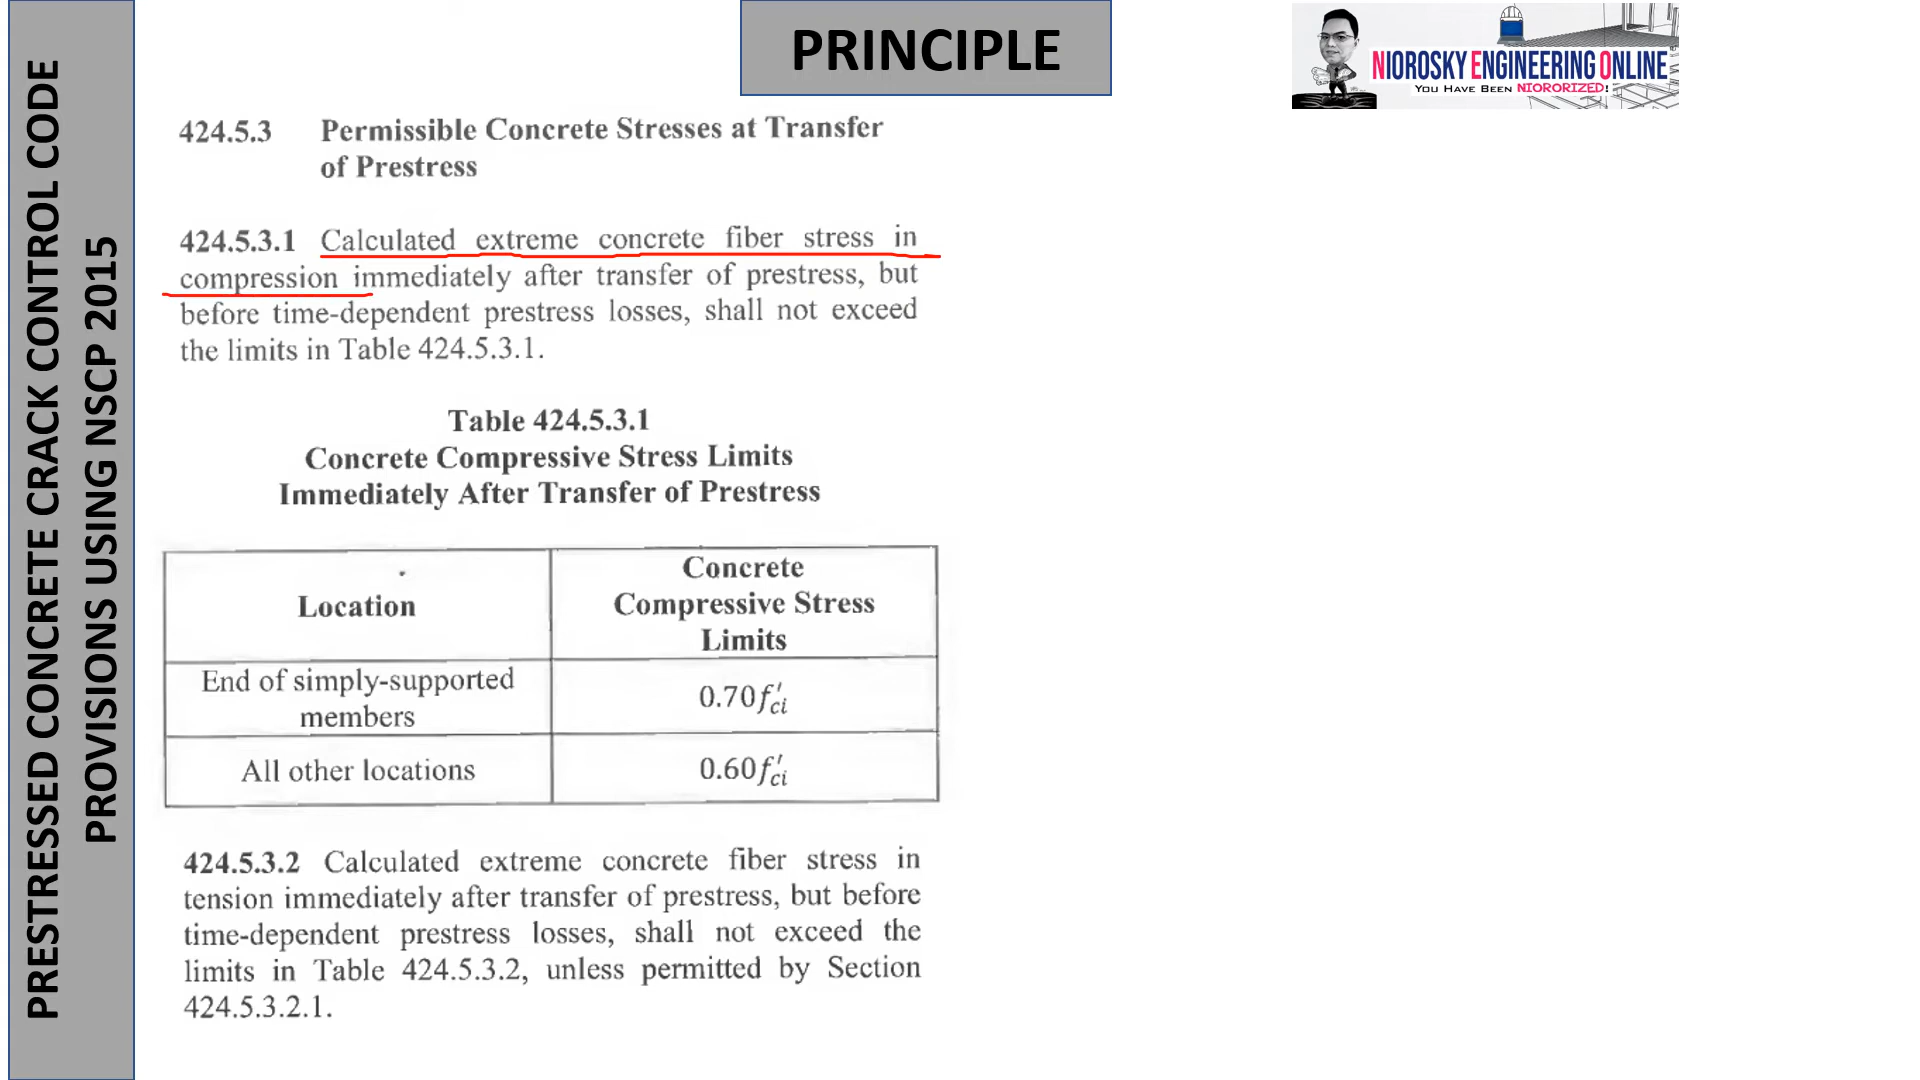 PRESTRESSED CONCRETE CRACK CONTROL CODE
PROVISIONS USING NSCP 2015
PRINCIPLE
NIOROSKY ENGINEERING ONLINE
YOU HAVE BEEN NIORORIZED!
424.5.3 Permissible Concrete Stresses at Transfer
of Prestress
424.5.3.1 Calculated extreme concrete fiber stress in
compression immediately after transfer of prestress, but
before time-dependent prestress losses, shall not exceed
the limits in Table 424.5.3.1.
Table 424.5.3.1
Concrete Compressive Stress Limits
Immediately After Transfer of Prestress
Location
Concrete
Compressive Stress
Limits
End of simply-supported
members
0.70f′ci
All other locations
0.60f′ci
424.5.3.2 Calculated extreme concrete fiber stress in
tension immediately after transfer of prestress, but before
time-dependent prestress losses, shall not exceed the
limits in Table 424.5.3.2, unless permitted by Section
424.5.3.2.1.